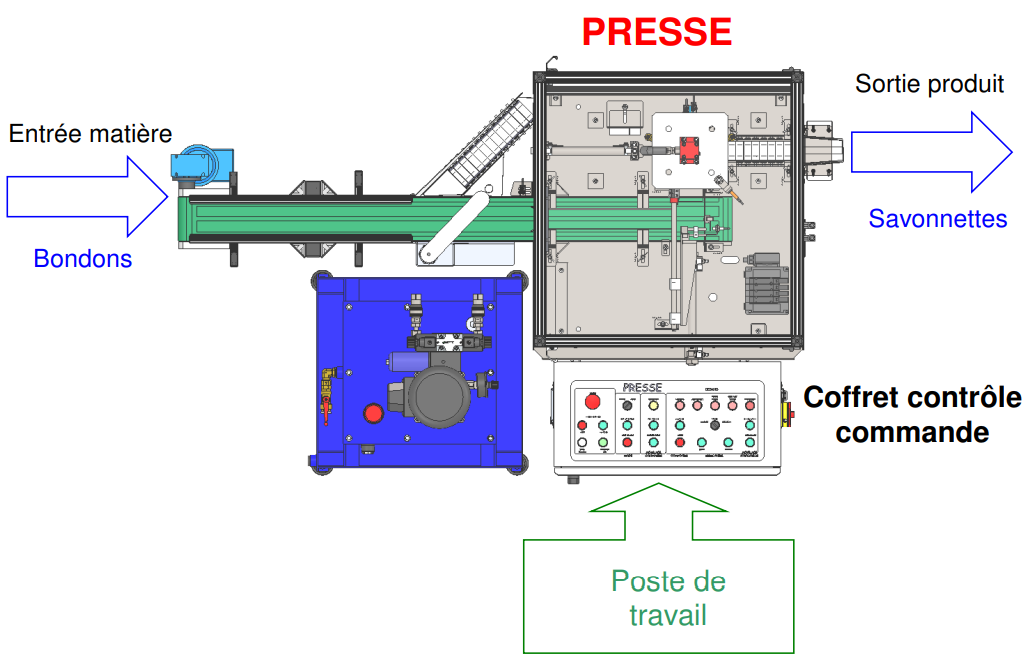 PRESSE
Sortie produit
Entrée matière
Savonnettes
Bondons
PRESSE
Coffret contrôle
commande
Poste de
travail